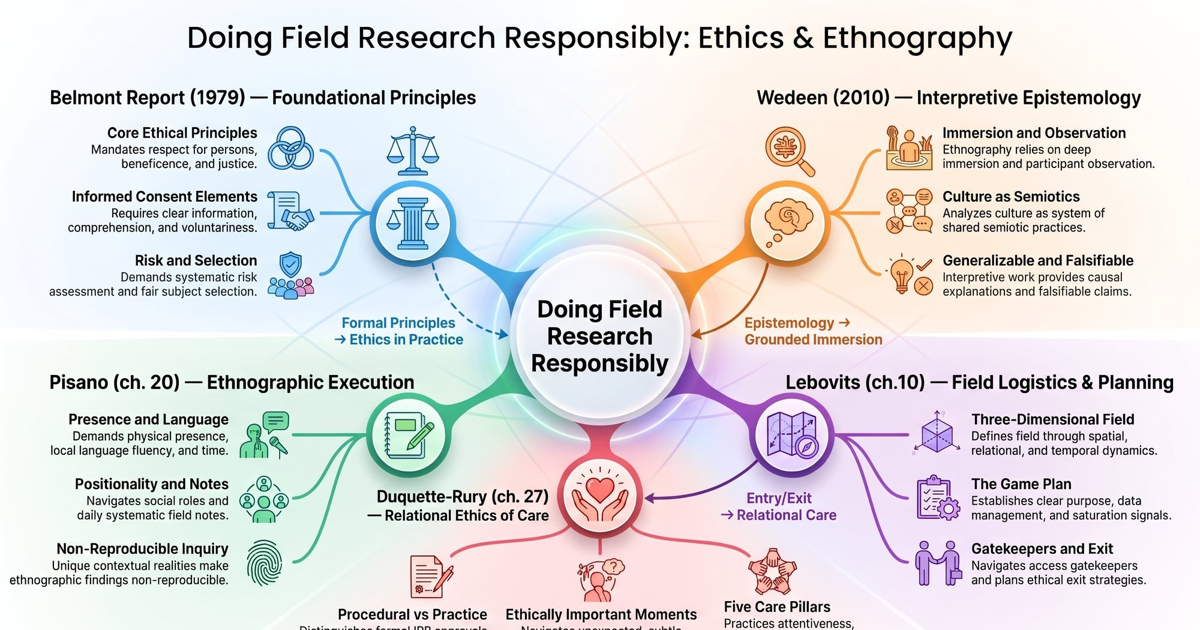 Doing Field Research Responsibly: Ethics & Ethnography
Belmont Report (1979) — Foundational Principles
Core Ethical Principles
Mandates respect for persons,
beneficence, and justice.
Informed Consent Elements
Requires clear information,
comprehension, and voluntariness.
Risk and Selection
Demands systematic risk
assessment and fair subject selection.
Formal Principles
→ Ethics in Practice
Wedeen (2010) — Interpretive Epistemology
Immersion and Observation
Ethnography relies on deep
immersion and participant observation.
Culture as Semiotics
Analyzes culture as system of
shared semiotic practices.
Generalizable and Falsifiable
Interpretive work provides causal
explanations and falsifiable claims.
Epistemology →
Grounded Immersion
Doing Field
Research
Responsibly
Pisano (ch. 20) — Ethnographic Execution
Presence and Language
Demands physical presence,
local language fluency, and time.
Positionality and Notes
Navigates social roles and
daily systematic field notes.
Non-Reproducible Inquiry
Unique contextual realities make
ethnographic findings non-reproducible.
Lebovits (ch.10) — Field Logistics & Planning
Three-Dimensional Field
Defines field through spatial,
relational, and temporal dynamics.
The Game Plan
Establishes clear purpose, data
management, and saturation signals.
Gatekeepers and Exit
Navigates access gatekeepers
and plans ethical exit strategies.
Entry/Exit
→ Relational Care
Duquette-Rury (ch. 27)
— Relational Ethics of Care
Procedural vs Practice
Distinguishes formal IRB approvals
Ethically Important Moments
Navigates unexpected, subtle
Five Care Pillars
Practices attentiveness,